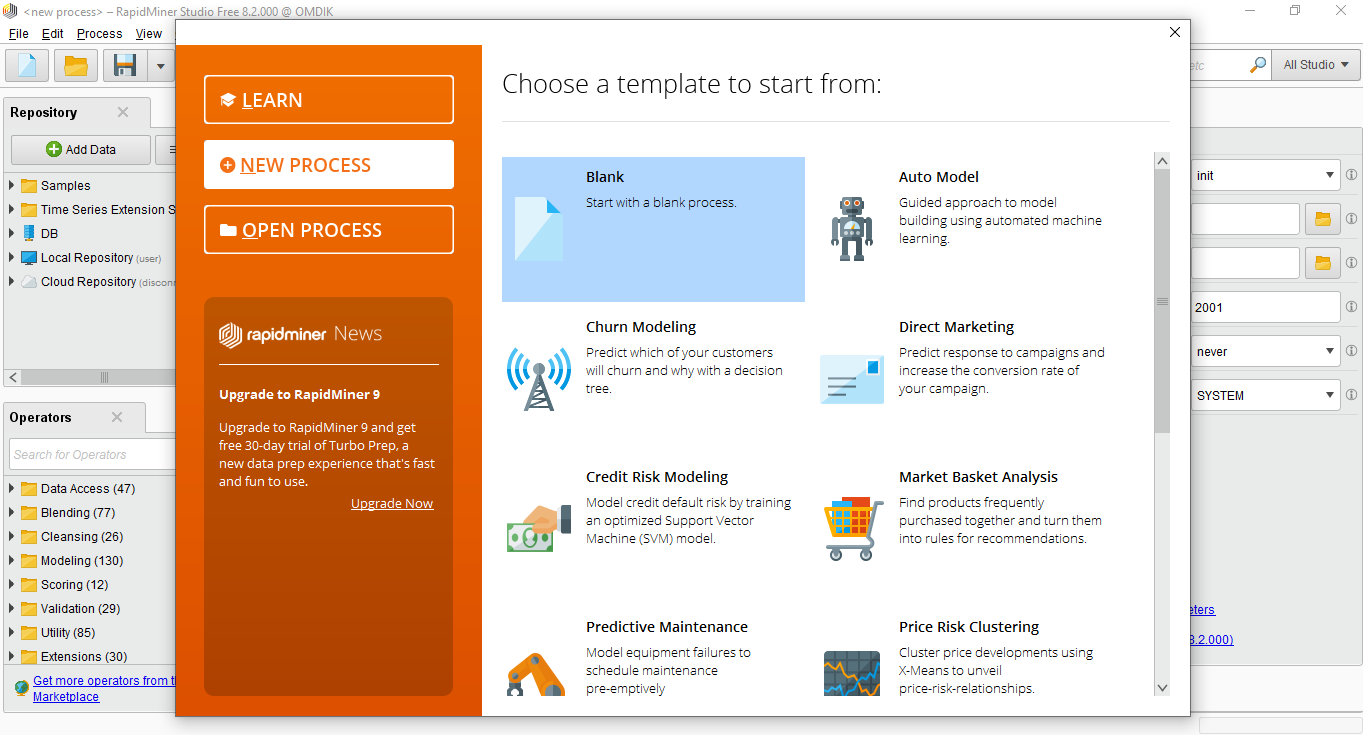 <new process> – RapidMiner Studio Free 8.2.000 @ OMDIK
File Edit Process View
etc
All Studio
Repository
Add Data
Samples
Time Series Extension S
DB
Local Repository (user)
Cloud Repository (disconn
Operators
Search for Operators
Data Access (47)
Blending (77)
Cleansing (26)
Modeling (130)
Scoring (12)
Validation (29)
Utility (85)
Extensions (30)
Get more operators from th
Marketplace
LEARN
NEW PROCESS
OPEN PROCESS
rapidminer News
Upgrade to RapidMiner 9
Upgrade to RapidMiner 9 and get
free 30-day trial of Turbo Prep, a
new data prep experience that's fast
and fun to use.
Upgrade Now
Choose a template to start from:
Blank
Start with a blank process.
Auto Model
Guided approach to model
building using automated machine
learning.
Churn Modeling
Predict which of your customers
will churn and why with a decision
tree.
Direct Marketing
Predict response to campaigns and
increase the conversion rate of
your campaign.
Credit Risk Modeling
Model credit default risk by training
an optimized Support Vector
Machine (SVM) model.
Market Basket Analysis
Find products frequently
purchased together and turn them
into rules for recommendations.
Predictive Maintenance
Model equipment failures to
schedule maintenance
pre-emptively
Price Risk Clustering
Cluster price developments using
X-Means to unveil
price-risk-relationships.
init
2001
never
SYSTEM
eters
8.2.000)